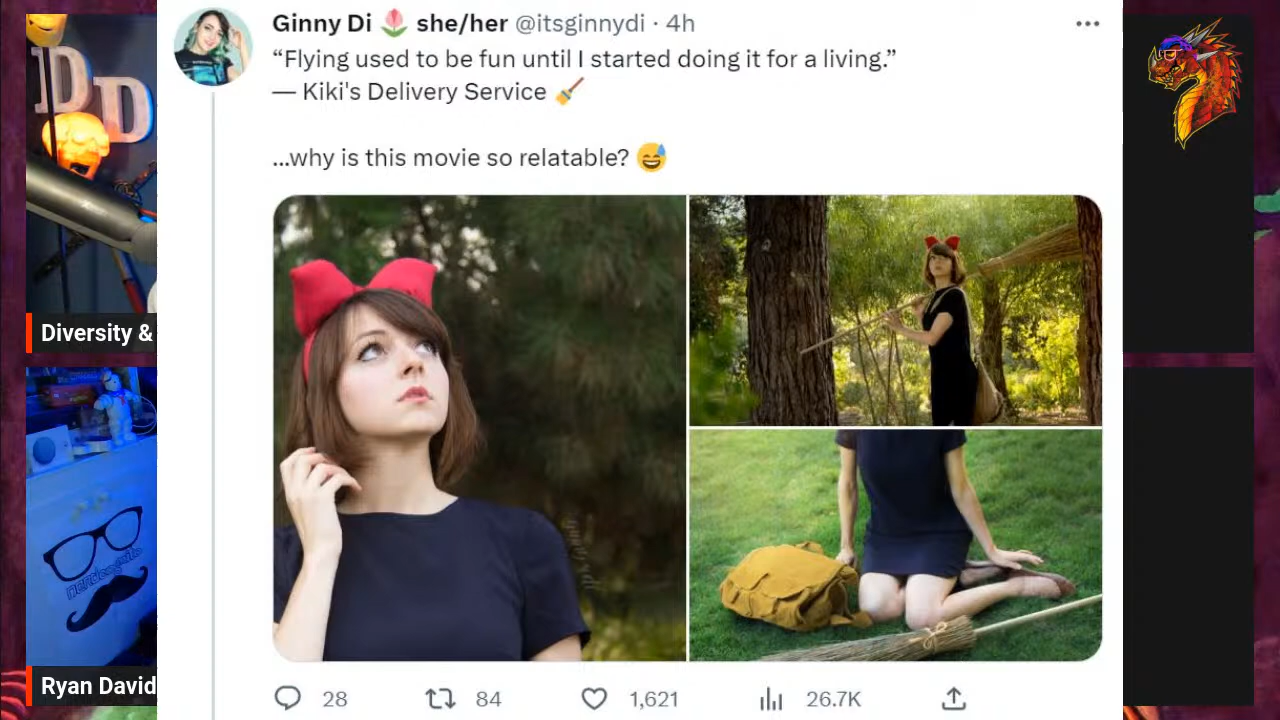 Ginny Di 🌷 she/her @itsginnydi · 4h
“Flying used to be fun until I started doing it for a living.”
— Kiki's Delivery Service 🧹
...why is this movie so relatable? 😅
28 84 1,621 26.7K
DD
Diversity &
Ryan David